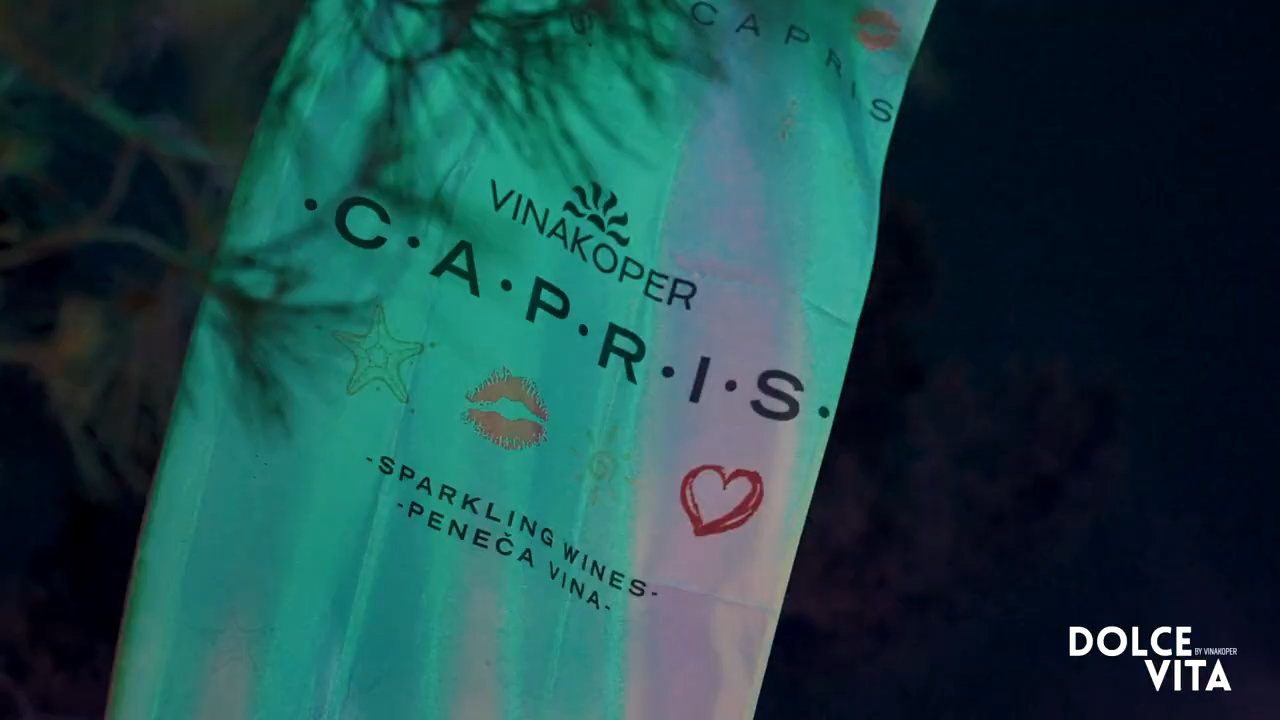 CAPRIS
VINAKOPER
·C·A·P·R·I·S·
-SPARKLING WINES-
-PENEČA VINA-
DOLCE
BY VINAKOPER
VITA